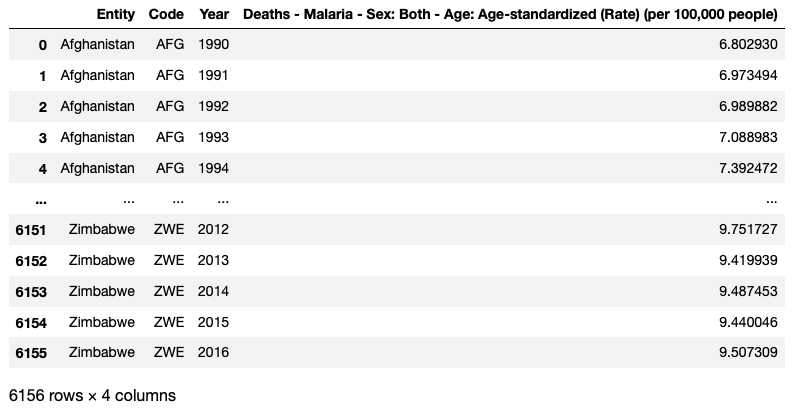 Entity Code Year Deaths - Malaria - Sex: Both - Age: Age-standardized (Rate) (per 100,000 people)
0 Afghanistan AFG 1990 6.802930
1 Afghanistan AFG 1991 6.973494
2 Afghanistan AFG 1992 6.989882
3 Afghanistan AFG 1993 7.088983
4 Afghanistan AFG 1994 7.392472
... ... ... ... ...
6151 Zimbabwe ZWE 2012 9.751727
6152 Zimbabwe ZWE 2013 9.419939
6153 Zimbabwe ZWE 2014 9.487453
6154 Zimbabwe ZWE 2015 9.440046
6155 Zimbabwe ZWE 2016 9.507309
6156 rows × 4 columns